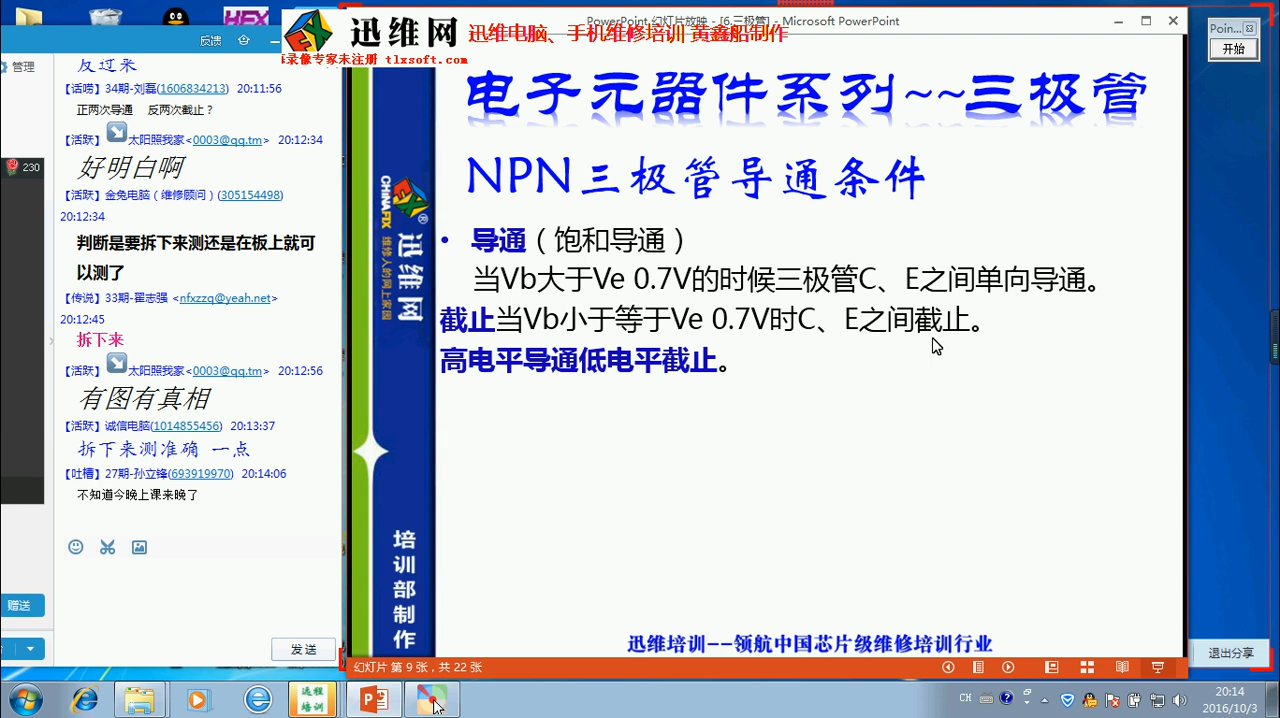 PowerPoint 幻灯片放映 - [6.三极管] - Microsoft PowerPoint
迅维网
迅维电脑、手机维修培训 黄鑫船制作
录像专家未注册 tlxsoft.com
反馈
管理
反过来
【话唠】34期-刘磊(1606834213) 20:11:56
正两次导通 反两次截止？
【活跃】太阳照我家<0003@qq.tm> 20:12:34
好明白啊
230
【活跃】金兔电脑（维修顾问）(305154498)
20:12:34
判断是要拆下来测还是在板上就可
以测了
【传说】33期-翟志强 <nfxzzq@yeah.net>
20:12:45
拆下来
【活跃】太阳照我家<0003@qq.tm> 20:12:56
有图有真相
【活跃】诚信电脑(1014855456) 20:13:37
拆下来测准确 一点
【吐槽】27期-孙立锋(693919970) 20:14:06
不知道今晚上课来晚了
赠送
发送
电子元器件系列~~三极管
NPN三极管导通条件
• 导通（饱和导通）
当Vb大于Ve 0.7V的时候三极管C、E之间单向导通。
截止当Vb小于等于Ve 0.7V时C、E之间截止。
高电平导通低电平截止。
CHINAFIX
®
迅维网
维修人的网上家园
培训部制作
迅维培训--领航中国芯片级维修培训行业
幻灯片 第 9 张，共 22 张
Poin...
开始
退出分享
远程
培训
CH
20:14
2016/10/3